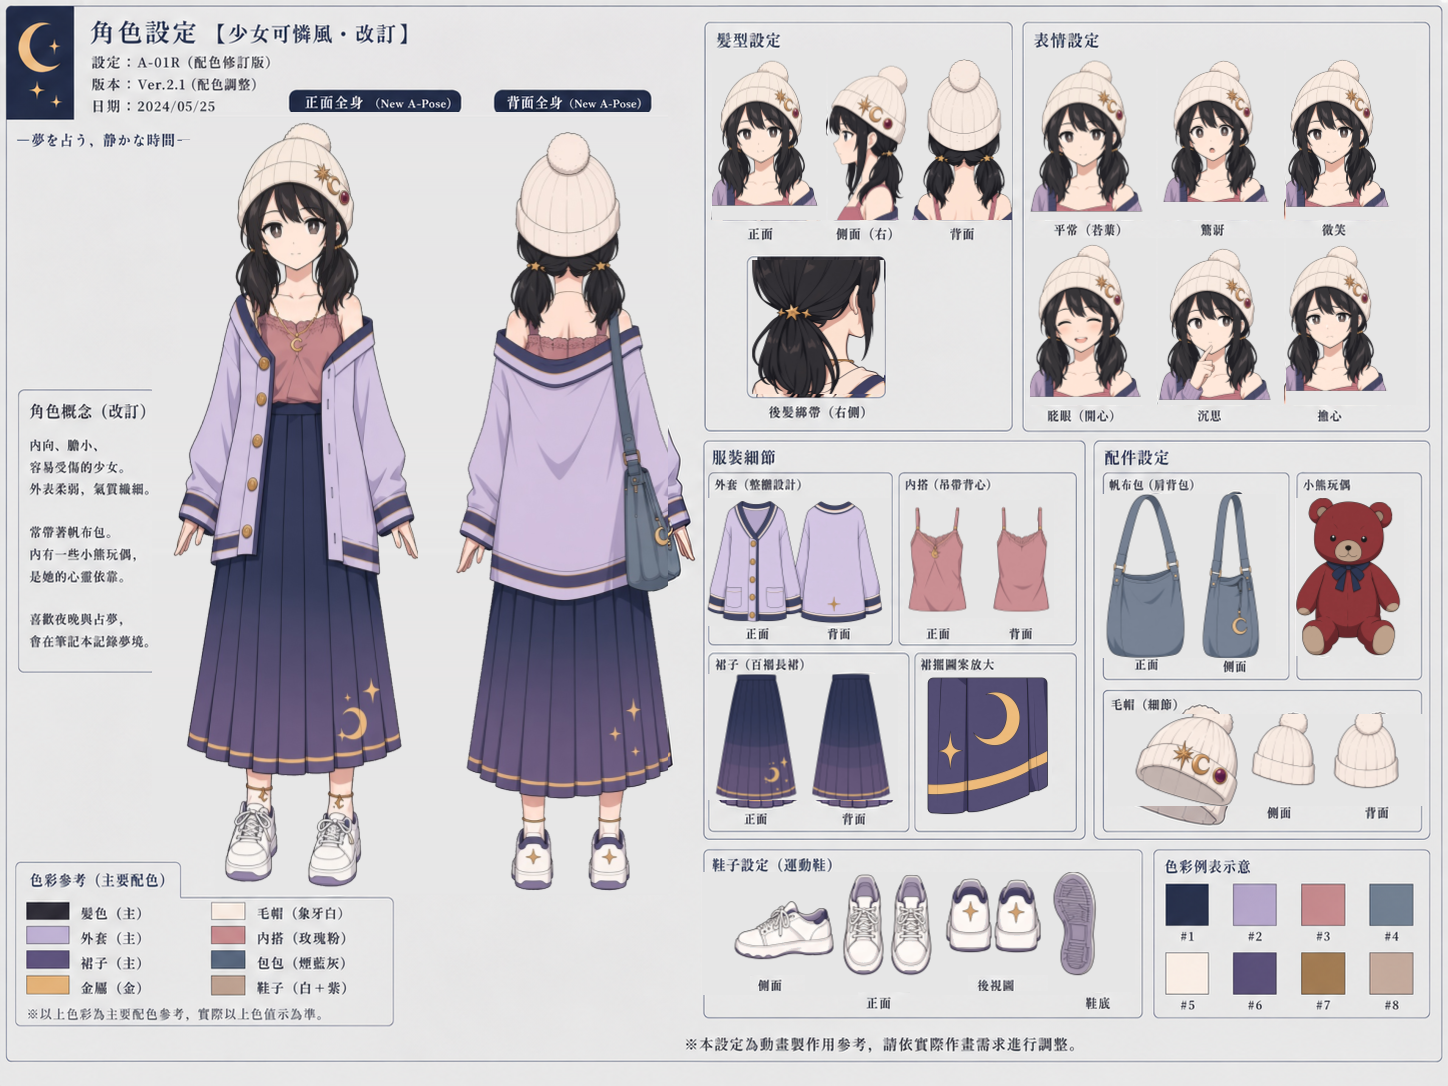 角色設定 【少女可憐風・改訂】
設定：A-01R（配色修訂版）
版本：Ver.2.1 (配色調整)
日期：2024/05/25
—夢を占う，静かな時間—
正面全身 （New A-Pose）
背面全身（New A-Pose）
角色概念（改訂）
內向、膽小、
容易受傷的少女。
外表柔弱，氣質纖細。
常帶著帆布包。
內有一些小熊玩偶，
是她的心靈依靠。
喜歡夜晚與占夢，
會在筆記本記錄夢境。
色彩參考（主要配色）
髮色（主）
外套（主）
裙子（主）
金屬（金）
毛帽（象牙白）
內搭（玫瑰粉）
包包（煙藍灰）
鞋子（白＋紫）
※以上色彩為主要配色參考，實際以上色值示為準。
髮型設定
正面
側面（右）
背面
後髮綁帶（右側）
表情設定
平常
驚訝
微笑
（開心）
沉思
擔心
服裝細節
外套（整體設計）
正面
背面
內搭（吊帶背心）
正面
背面
裙子（百褶長裙）
正面
背面
裙擺圖案放大
配件設定
帆布包（肩背包）
正面
側面
小熊玩偶
毛帽（細節）
側面
背面
鞋子設定（運動鞋）
側面
正面
後視圖
鞋底
色彩例表示意
#1
#2
#3
#4
#5
#6
#7
#8
※本設定為動畫製作用參考，請依實際作畫需求進行調整。